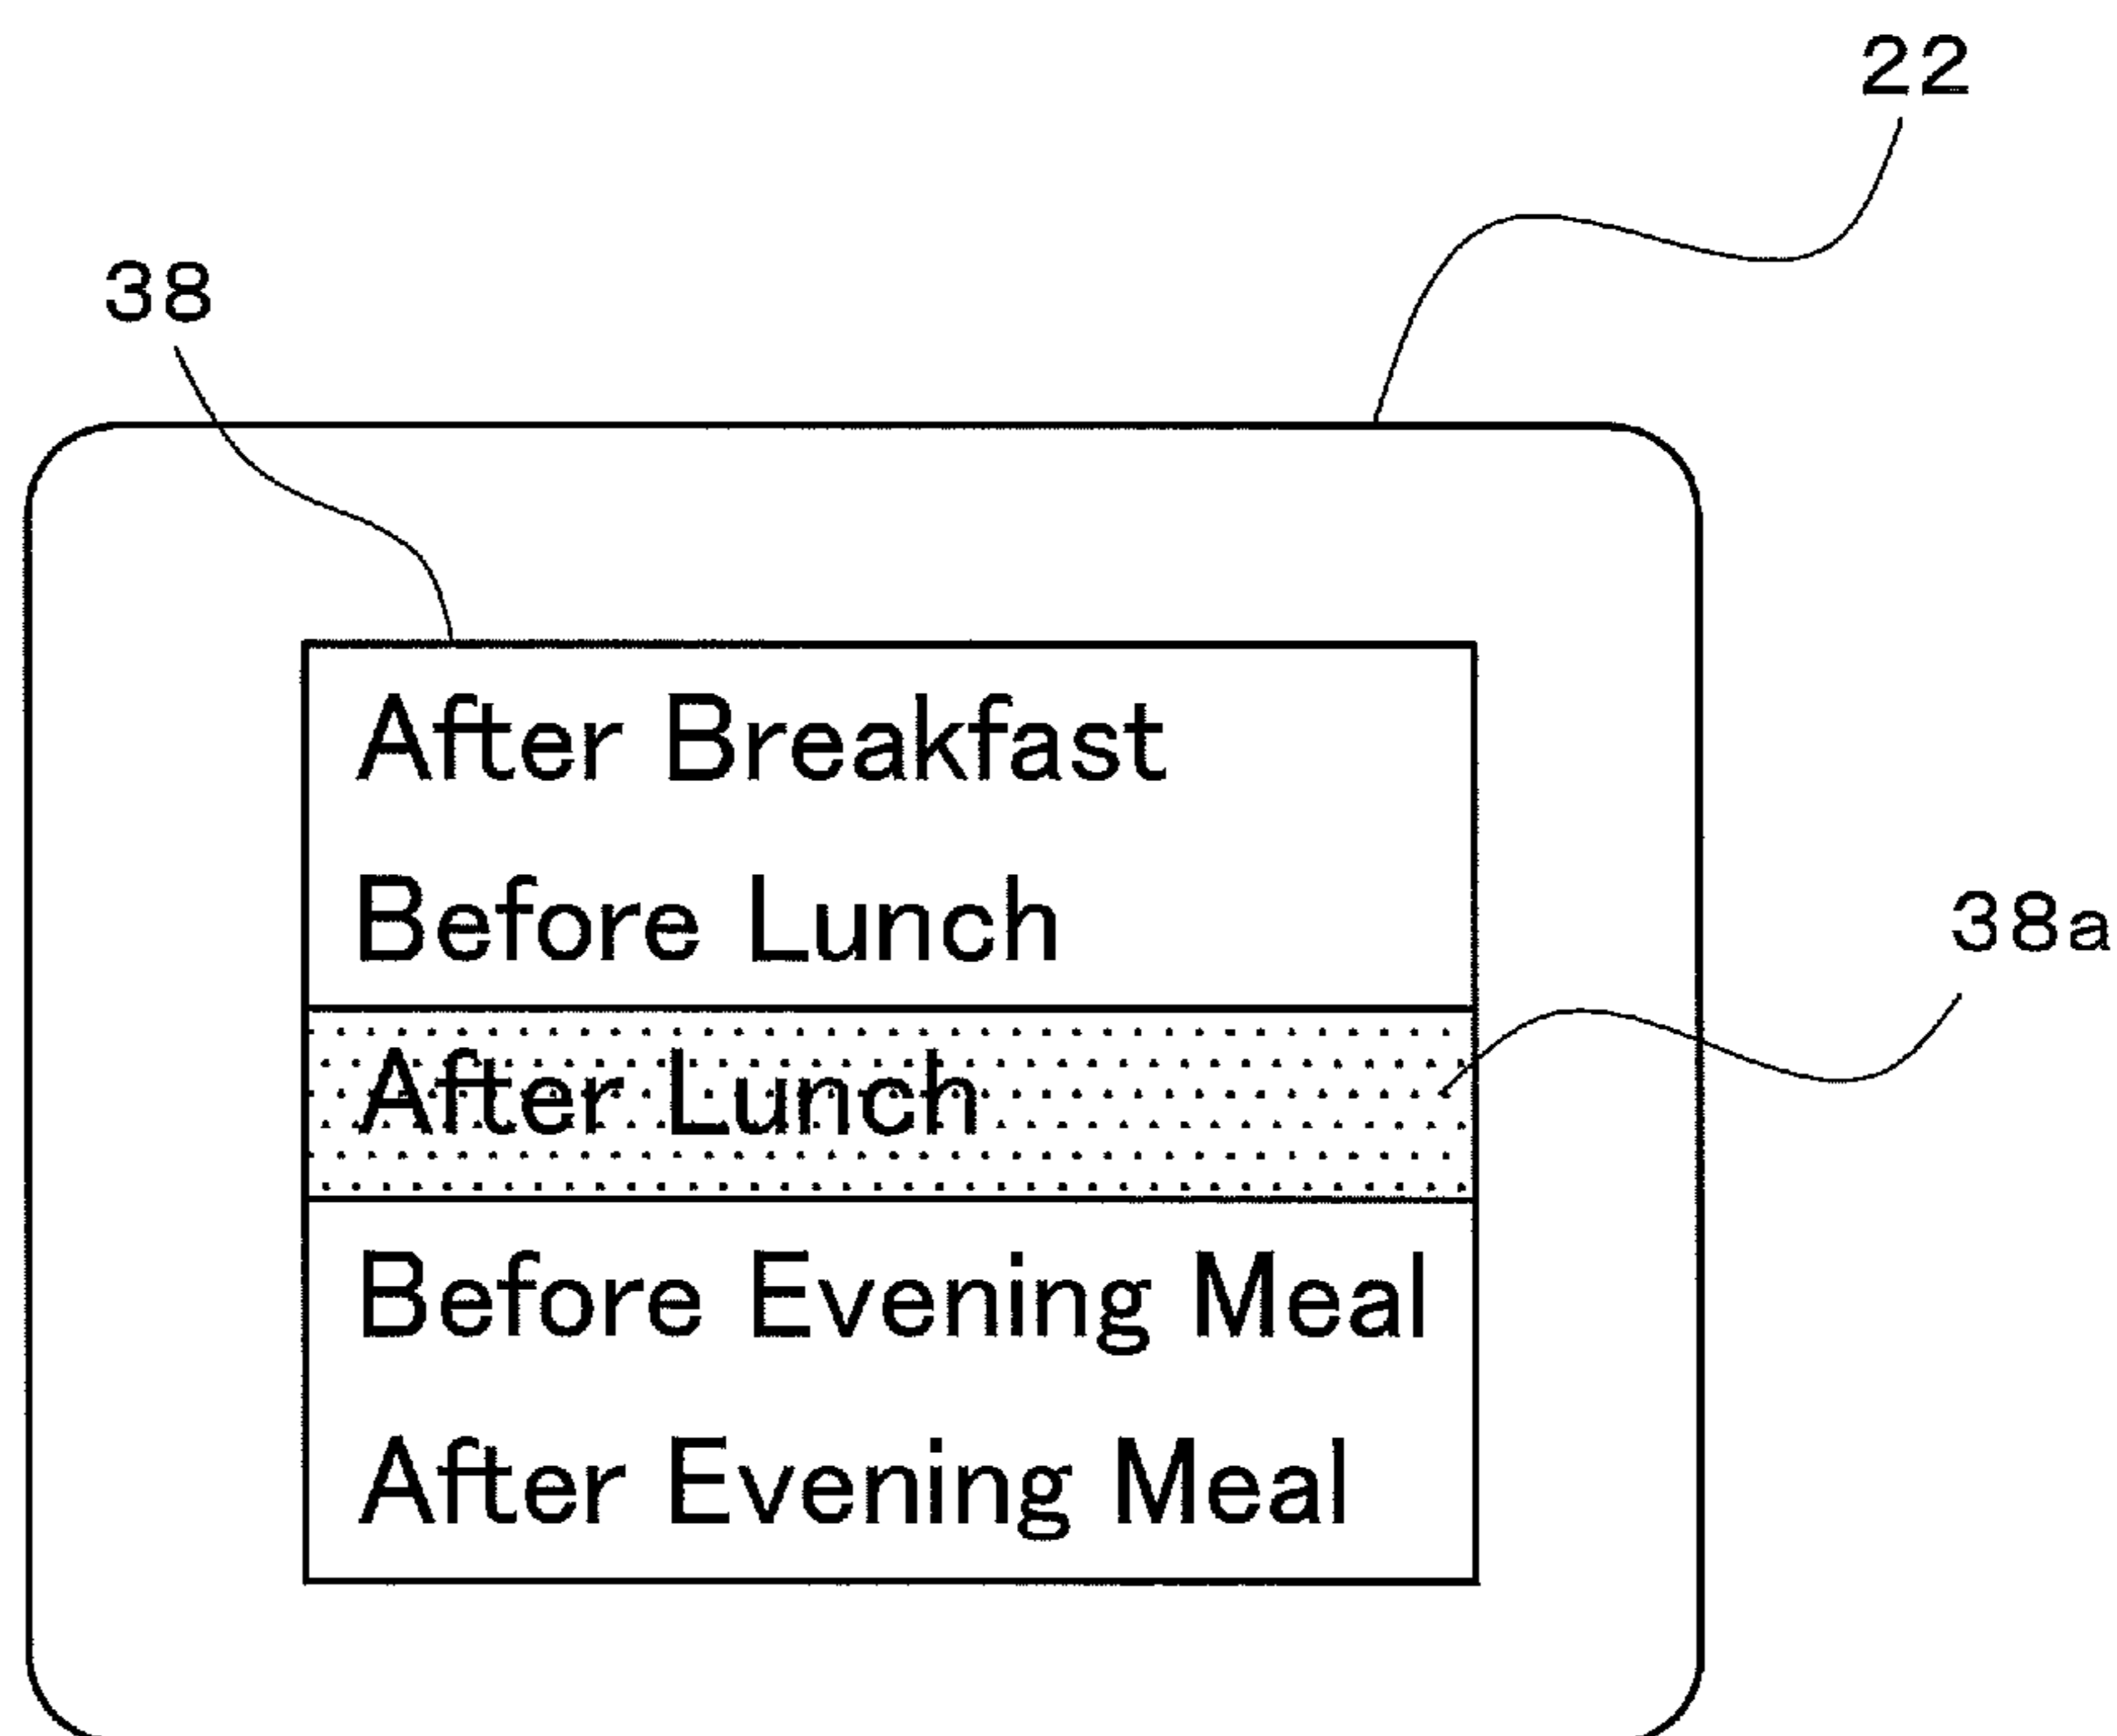 22
38
After Breakfast
Before Lunch
38a
After Lunch
Before Evening Meal
After Evening Meal